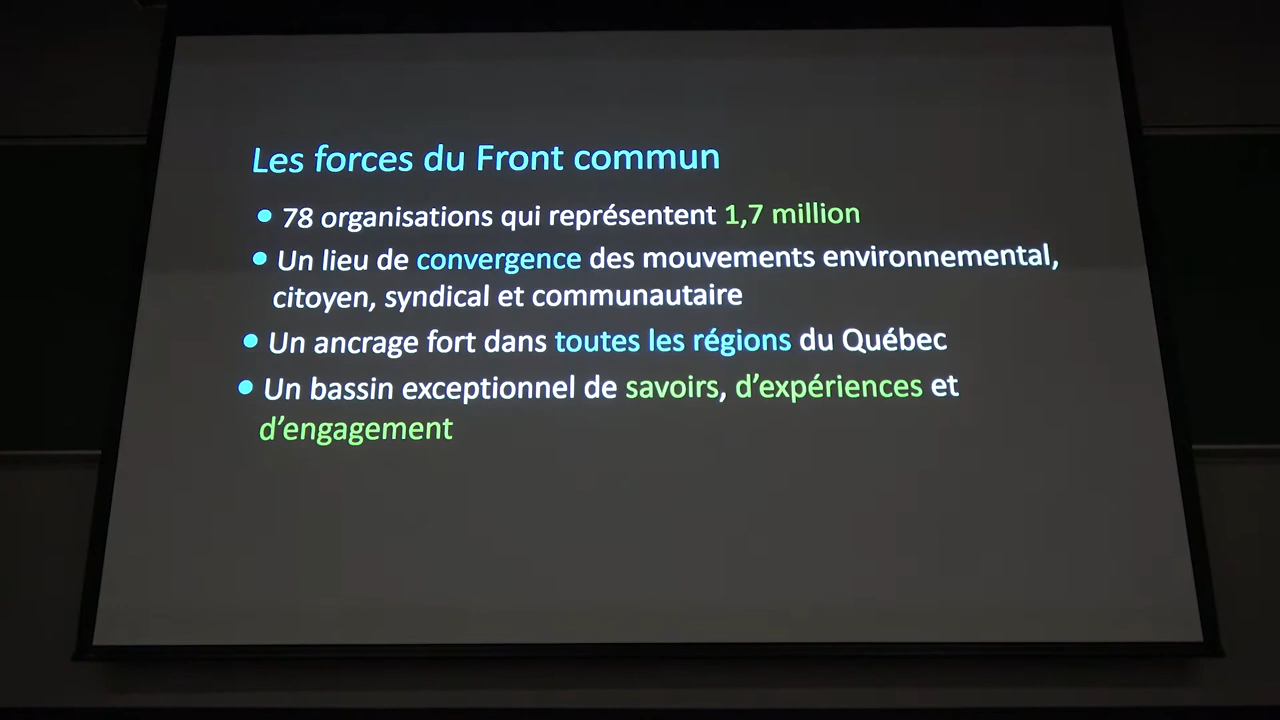 Les forces du Front commun
• 78 organisations qui représentent 1,7 million
• Un lieu de convergence des mouvements environnemental,
citoyen, syndical et communautaire
• Un ancrage fort dans toutes les régions du Québec
• Un bassin exceptionnel de savoirs, d’expériences et
d’engagement